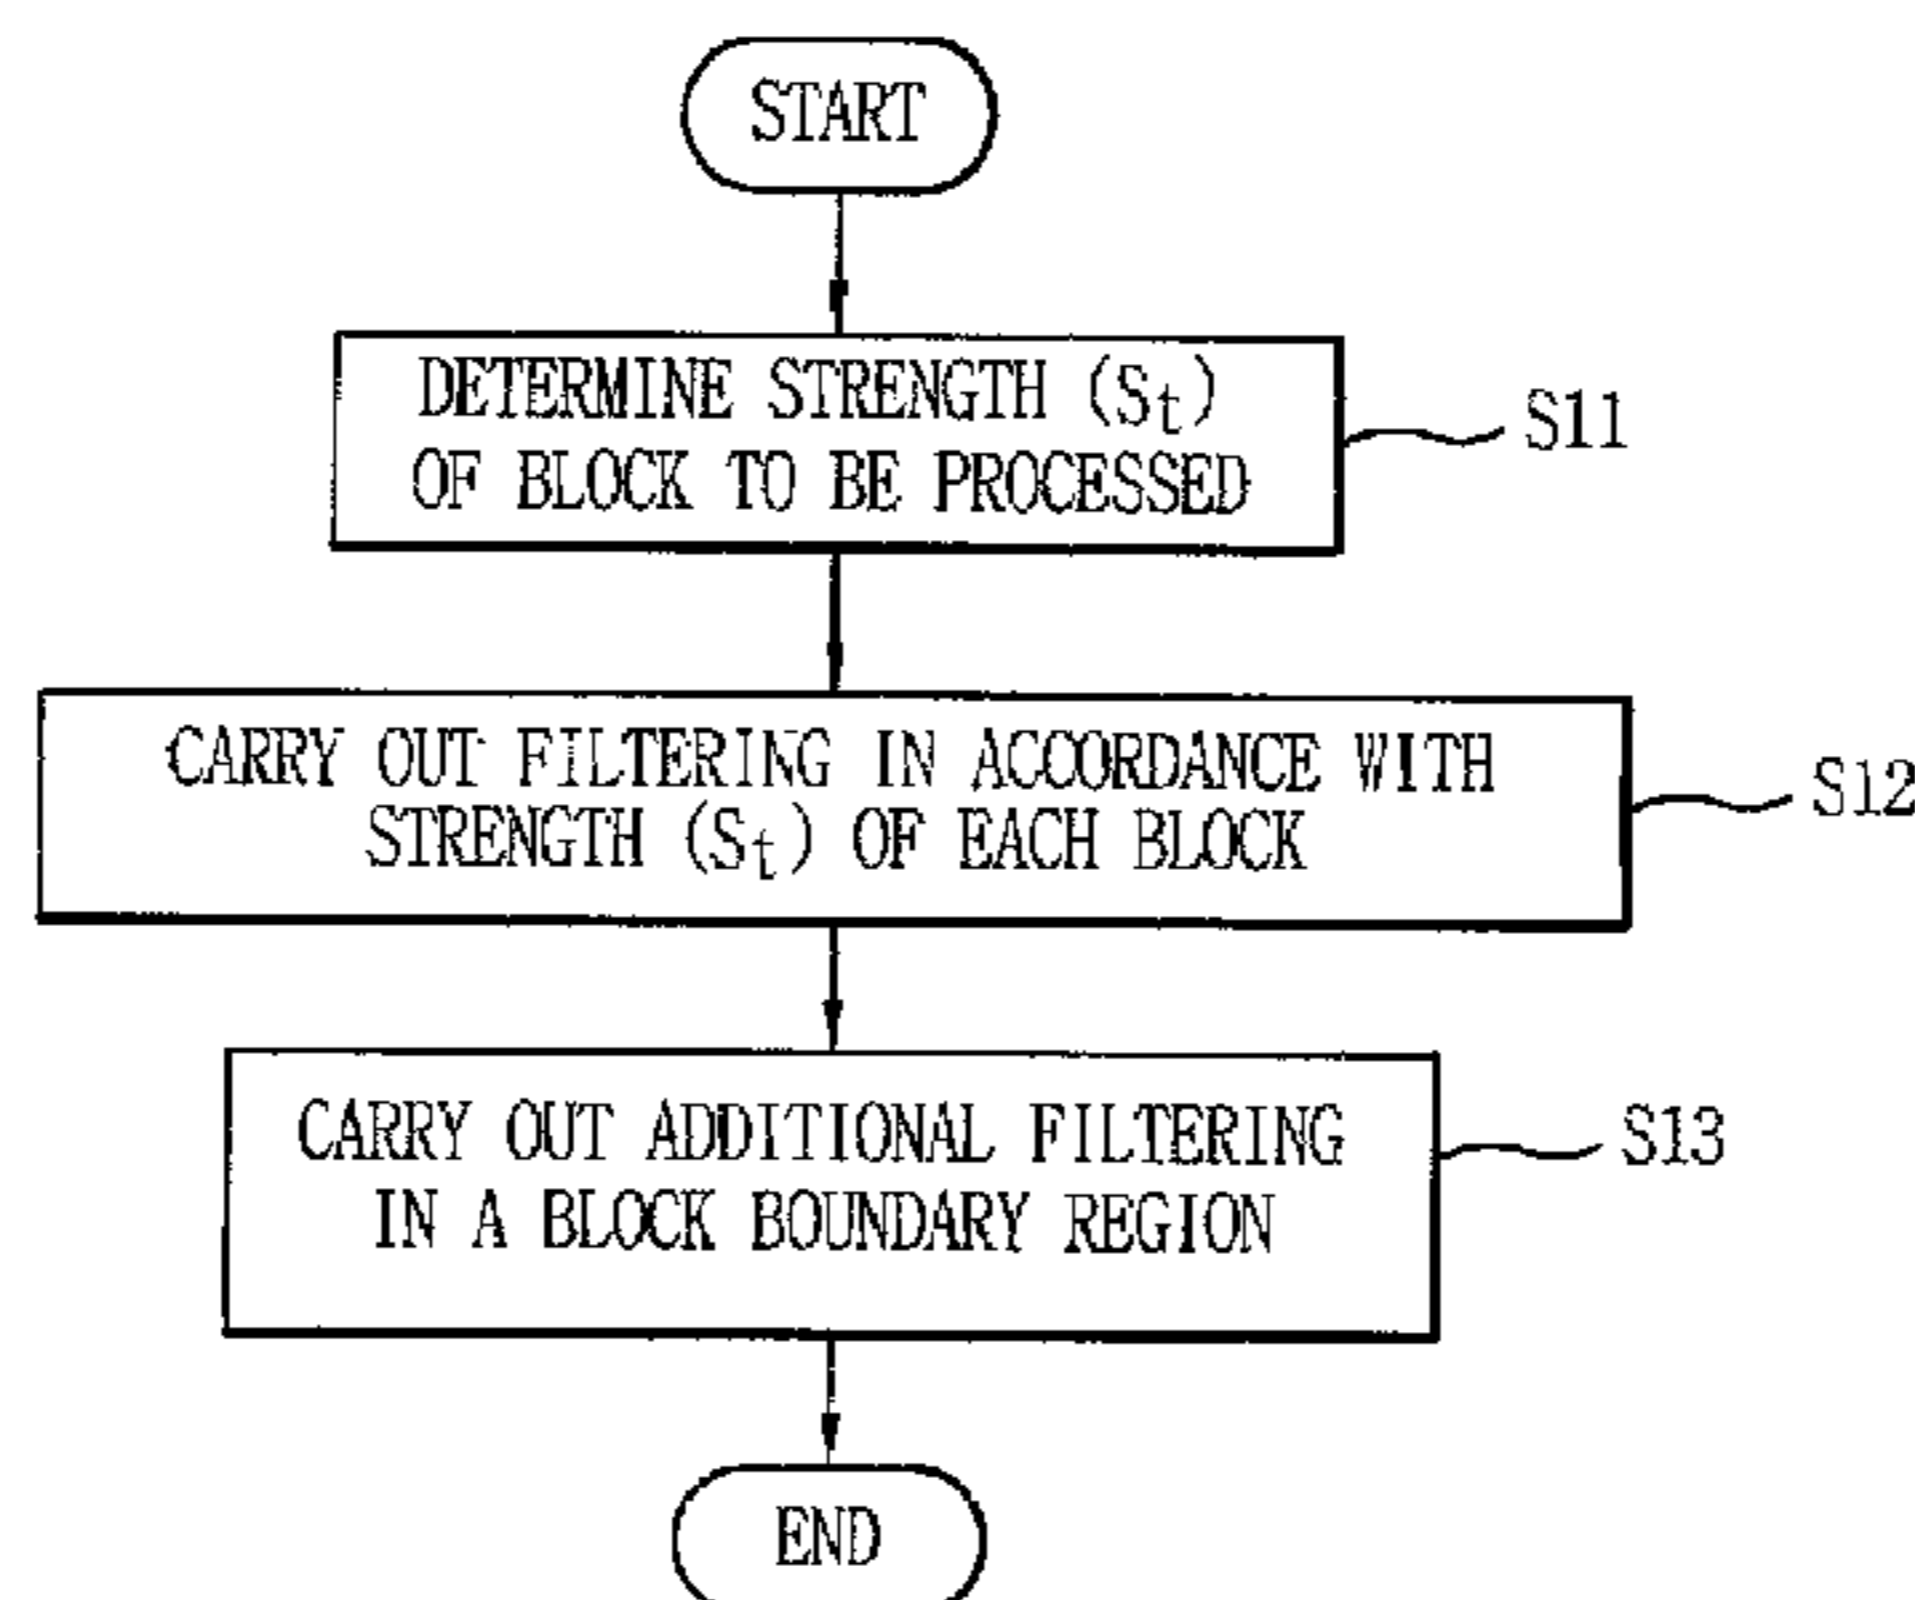 START
DETERMINE STRENGTH (St)
OF BLOCK TO BE PROCESSED
S11
CARRY OUT FILTERING IN ACCORDANCE WITH
STRENGTH (St) OF EACH BLOCK
S12
CARRY OUT ADDITIONAL FILTERING
IN A BLOCK BOUNDARY REGION
S13
END